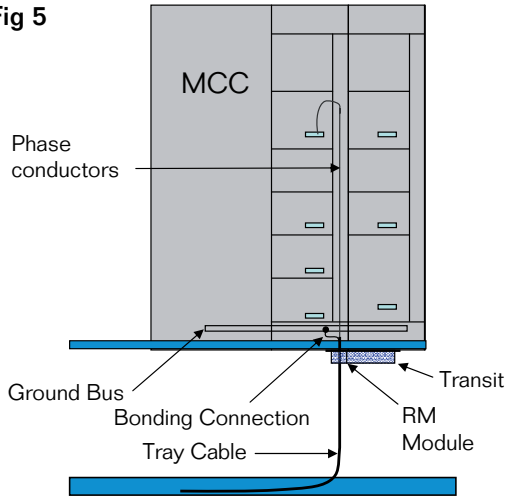 Fig 5
MCC
Phase
conductors
Ground Bus
Transit
Bonding Connection
RM
Module
Tray Cable